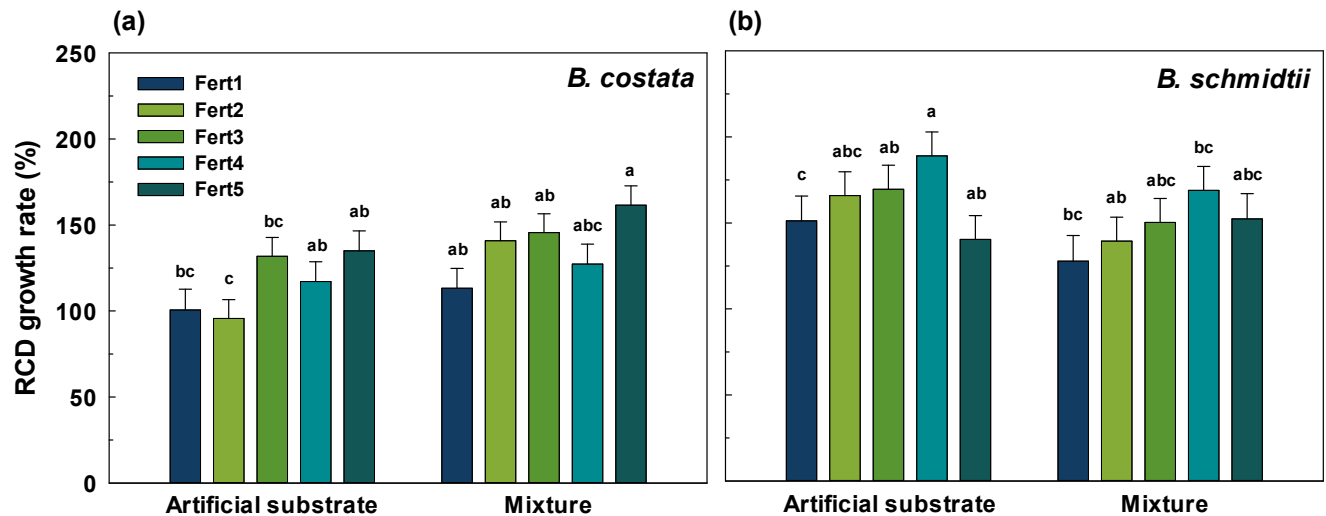 (a)
(b)
RCD growth rate (%)
250
200
150
100
50
0
Fert1
Fert2
Fert3
Fert4
Fert5
B. costata
bc
c
bc
ab
ab
ab
ab
ab
abc
a
Artificial substrate
Mixture
B. schmidtii
c
abc
ab
a
ab
bc
ab
abc
bc
abc
Artificial substrate
Mixture